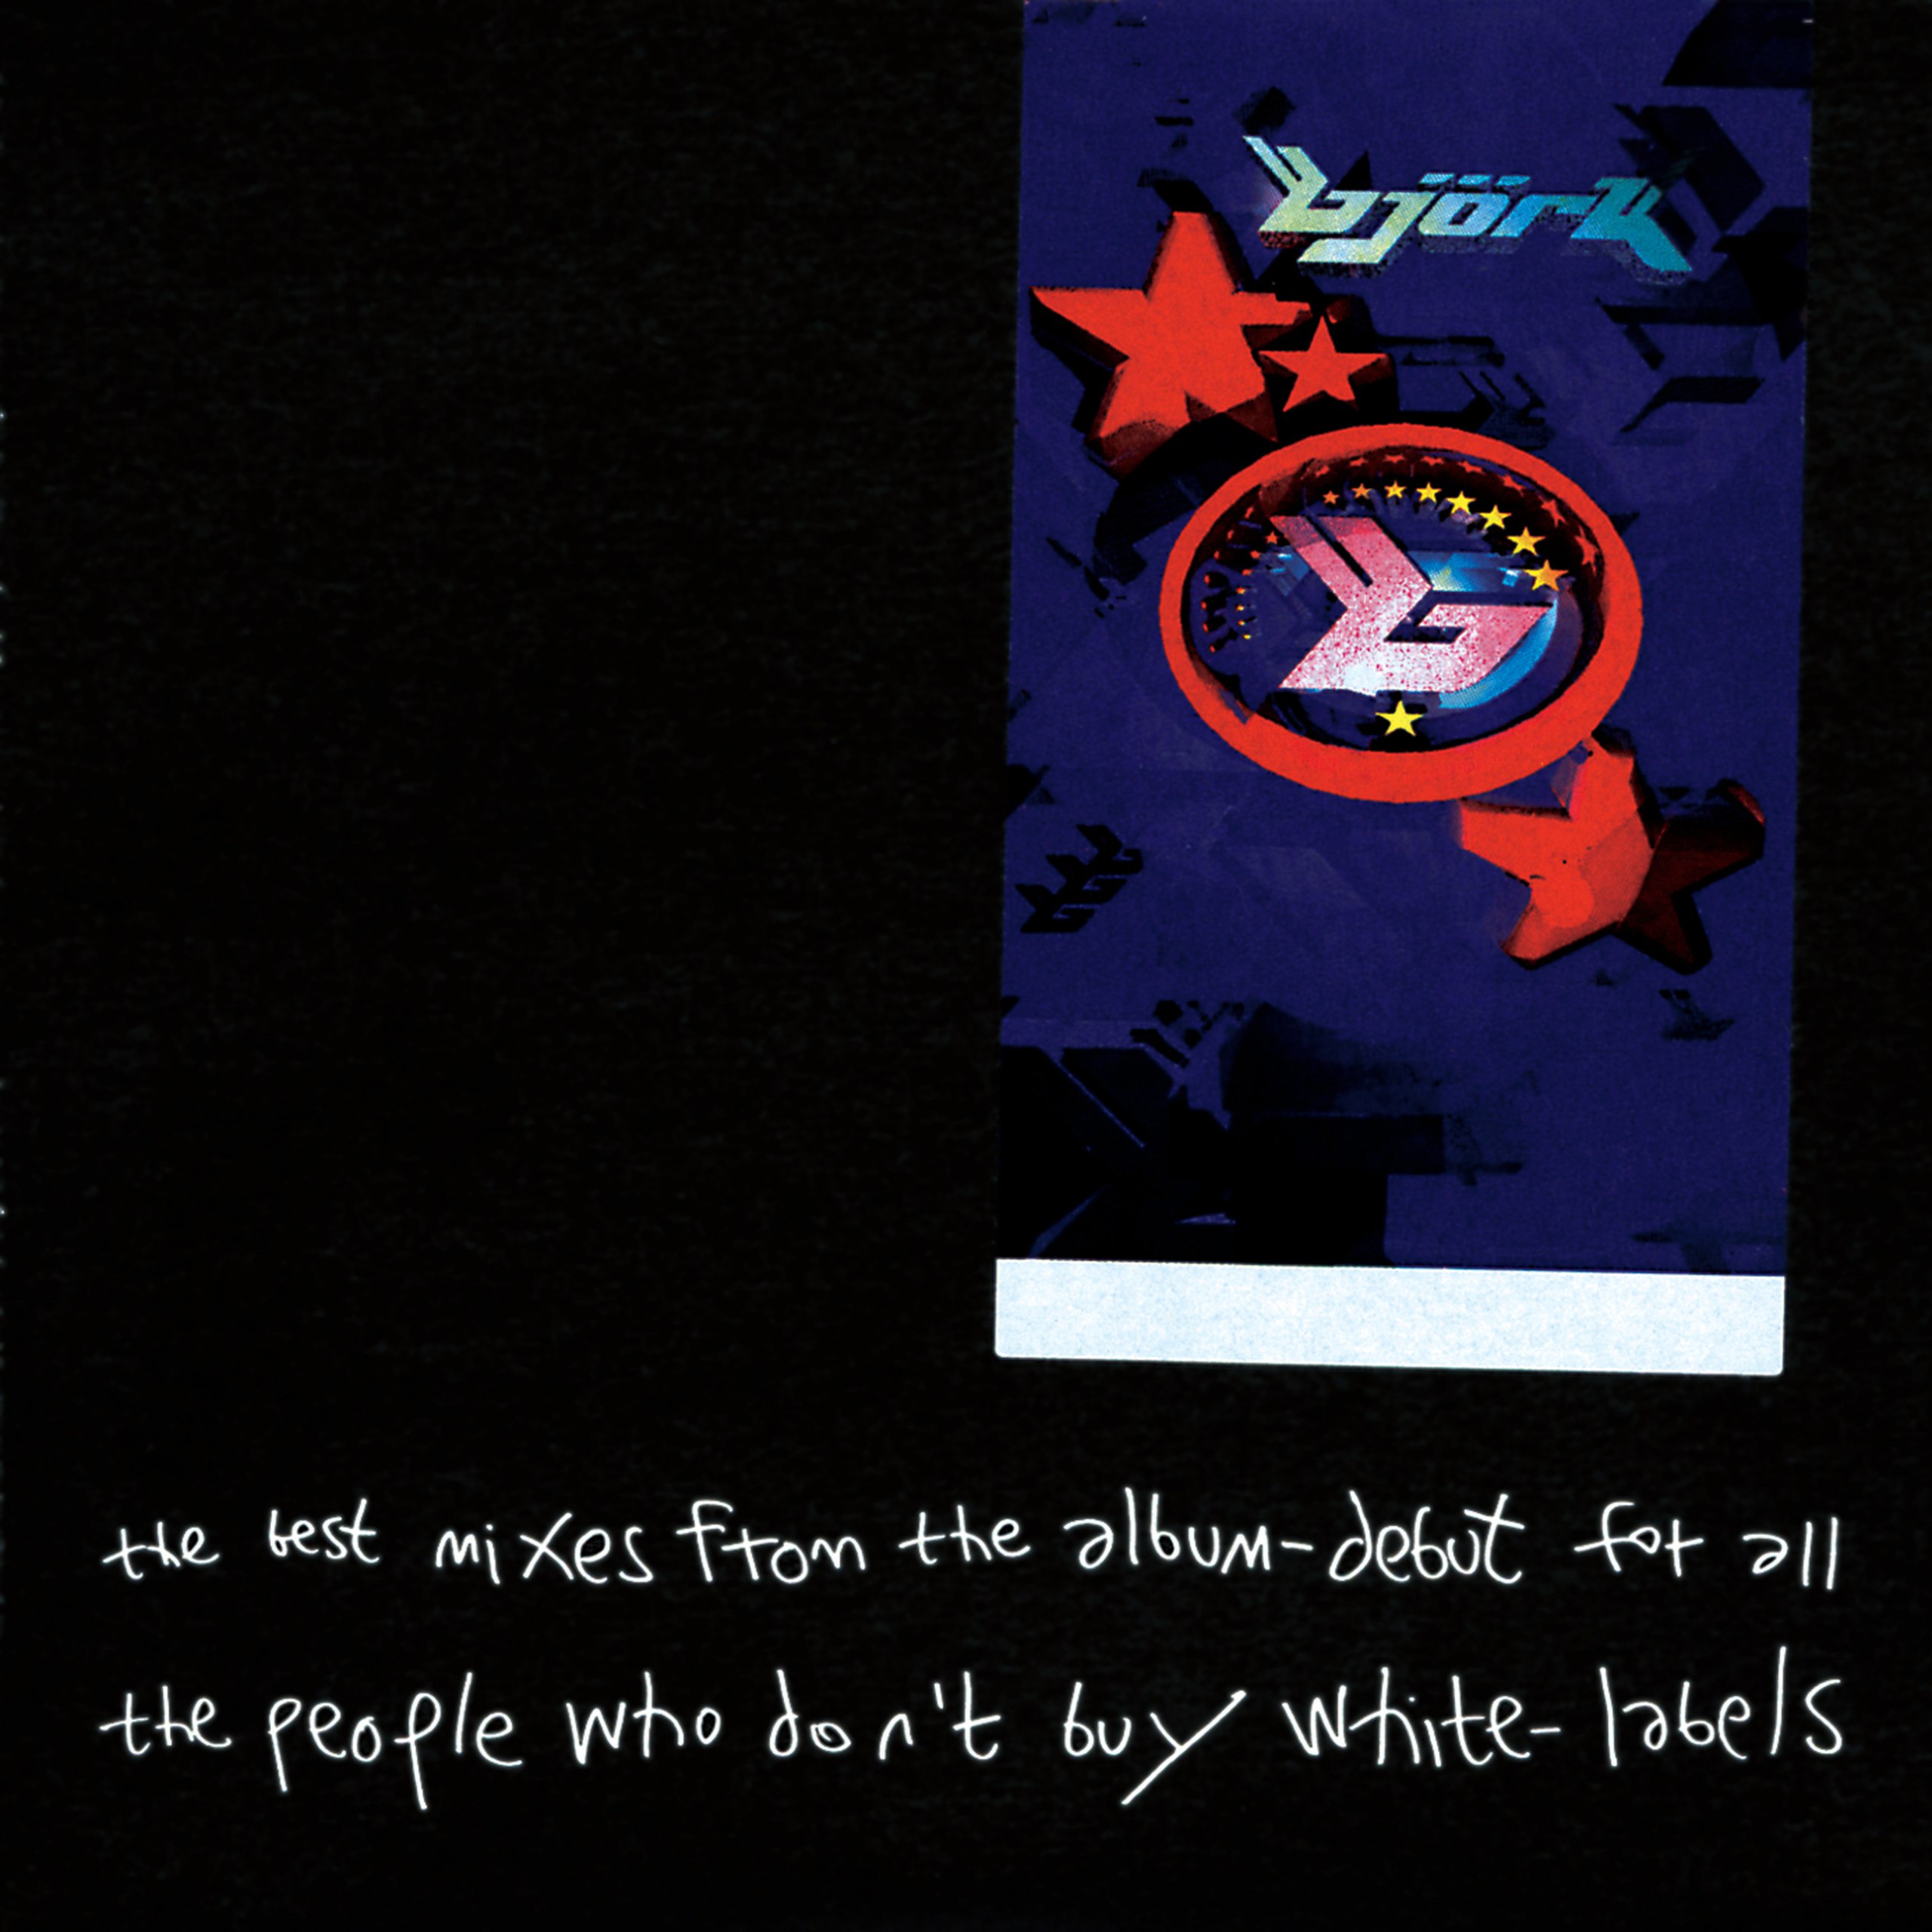 björk
b
the best mixes from the album-debut for all
the people who don't buy white-labels